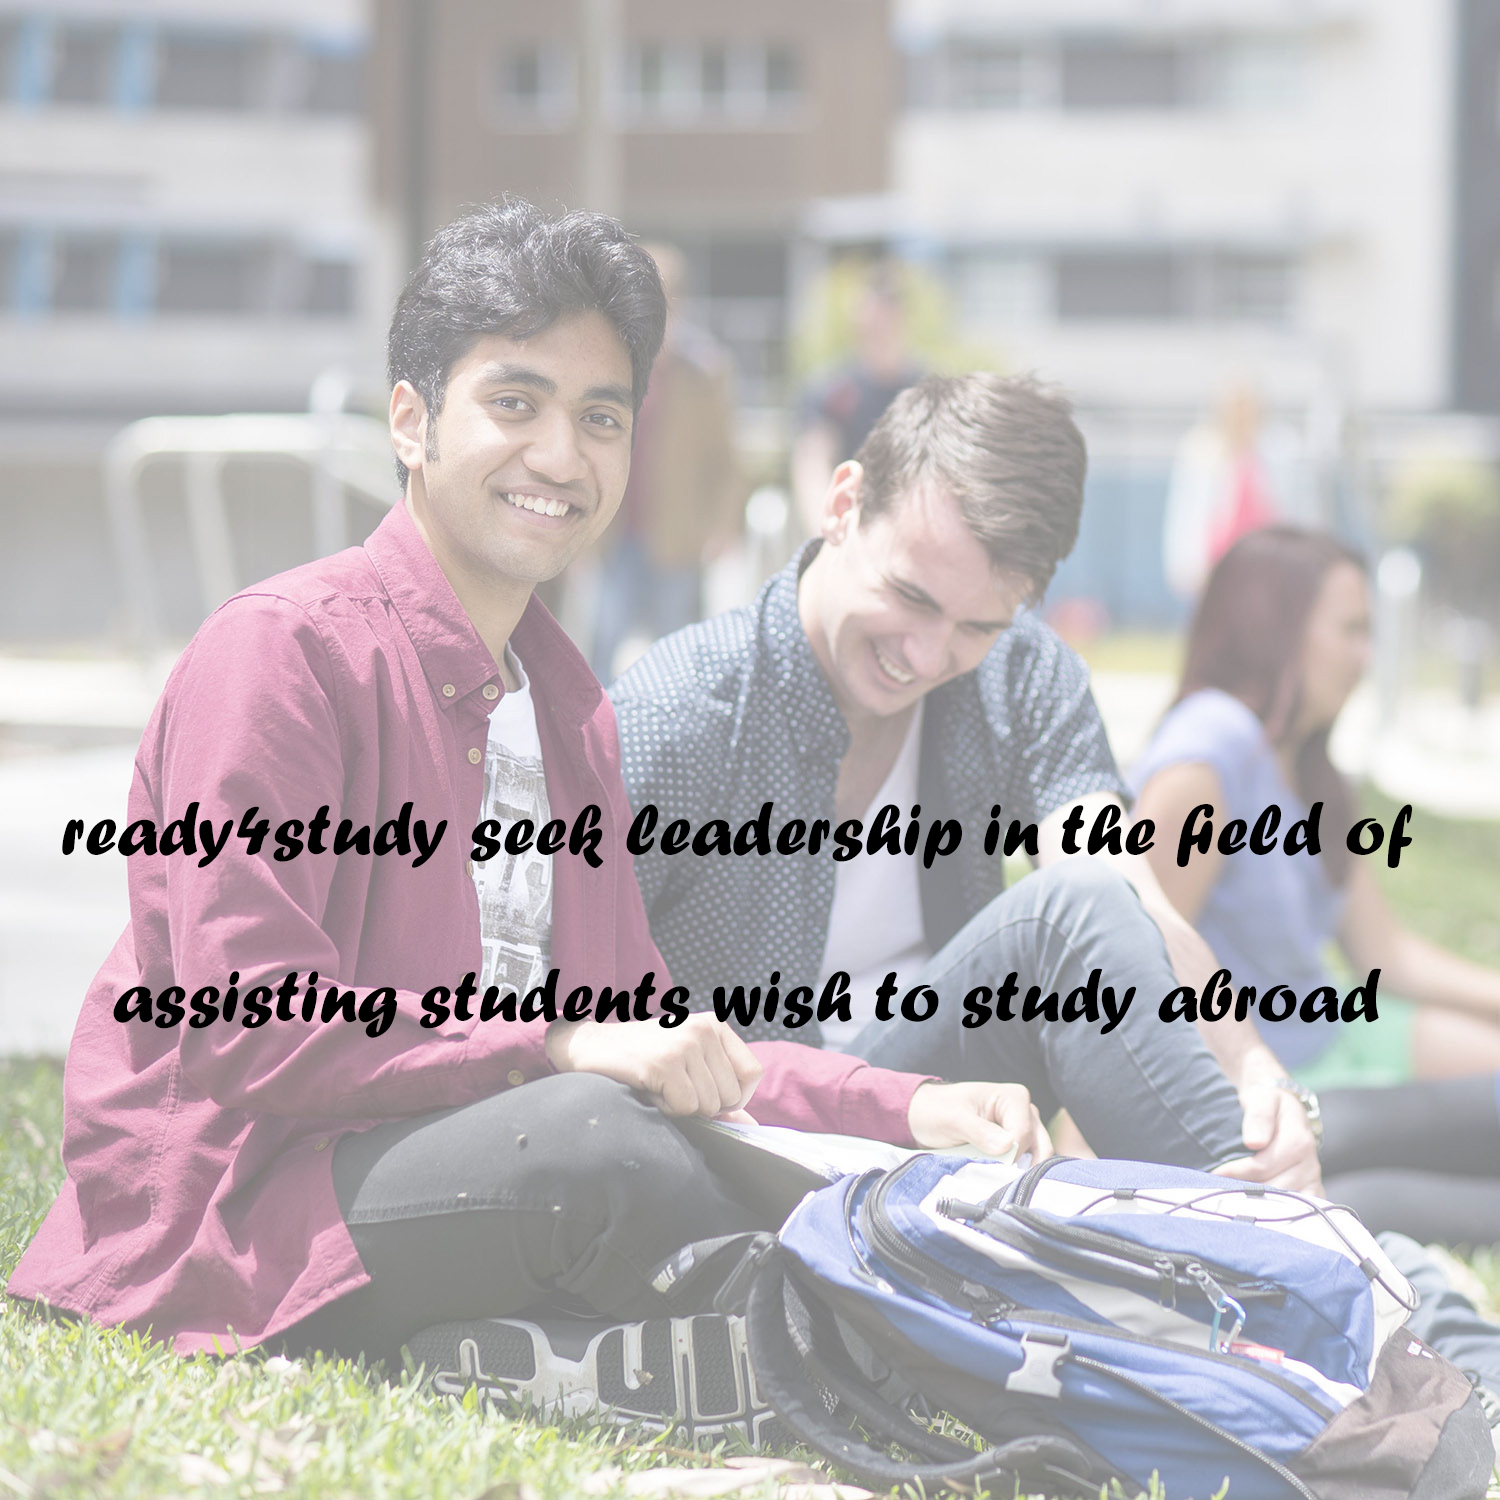 ready4study seek leadership in the field of
assisting students wish to study abroad